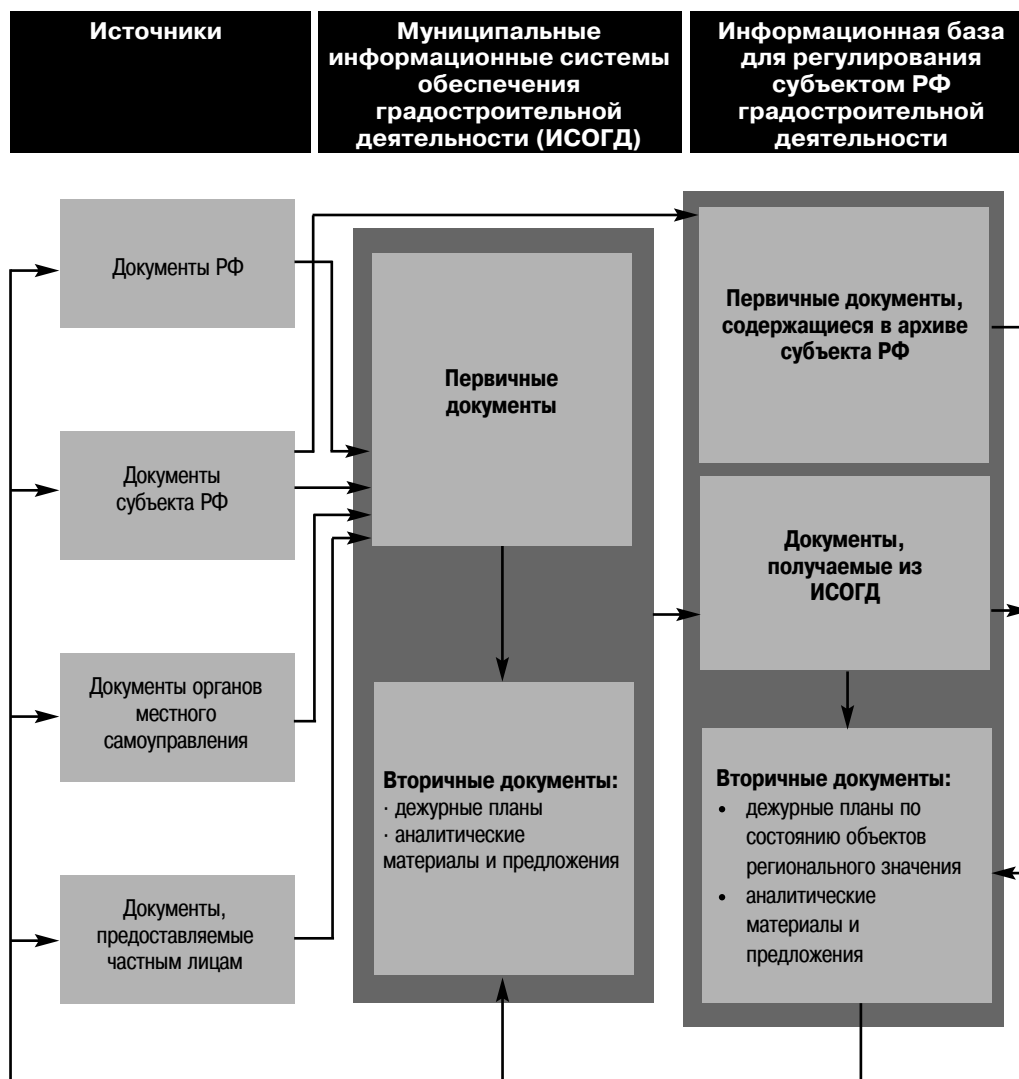 Источники
Муниципальные
информационные системы
обеспечения
градостроительной
деятельности (ИСОГД)
Информационная база
для регулирования
субъектом РФ
градостроительной
деятельности
Документы РФ
Документы
субъекта РФ
Документы органов
местного
самоуправления
Документы,
предоставляемые
частным лицам
Первичные
документы
Вторичные документы:
· дежурные планы
· аналитические
материалы и предложения
Первичные документы,
содержащиеся в архиве
субъекта РФ
Документы,
получаемые из
ИСОГД
Вторичные документы:
• дежурные планы по
состоянию объектов
регионального значения
• аналитические
материалы и
предложения